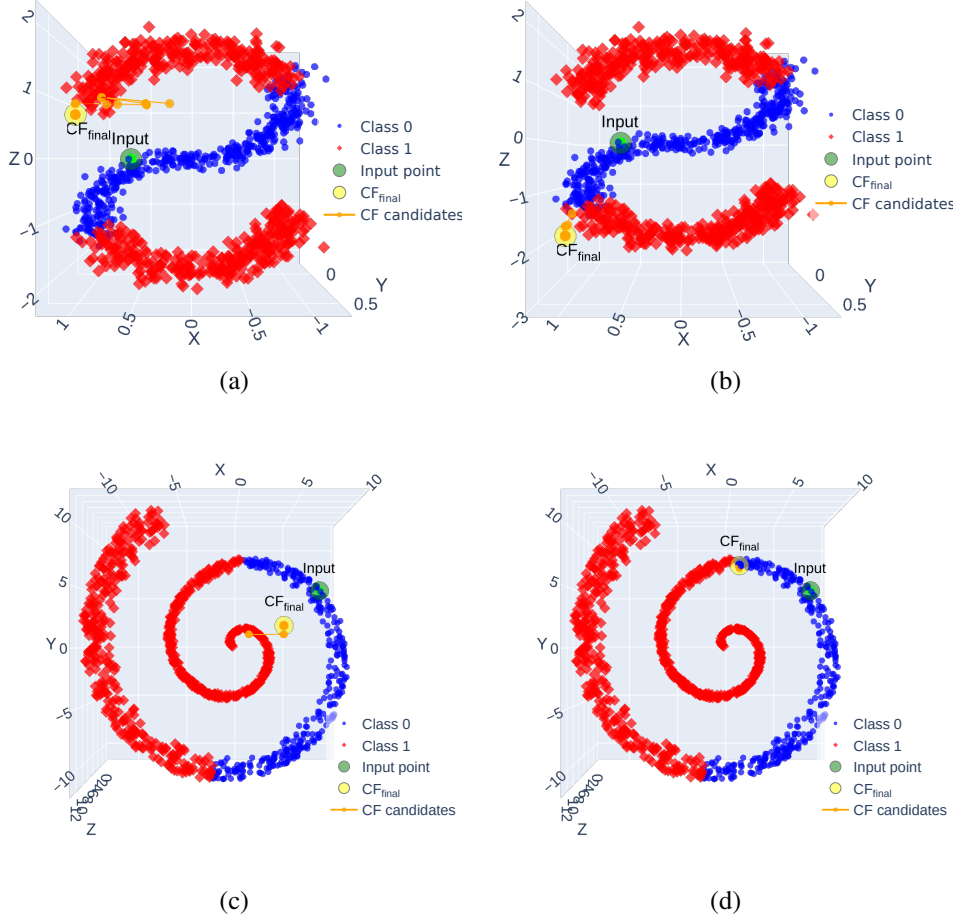 2
1
Z 0
−1
−2
1
0.5
0
−0.5
−1
X
0
0.5
Y
CF_final
Input
Class 0
Class 1
Input point
CF_final
CF candidates
(a)
2
1
0
Z
−1
−2
−3
1
0.5
0
−0.5
−1
X
0
0.5
Y
Input
CF_final
Class 0
Class 1
Input point
CF_final
CF candidates
(b)
X
−10
−5
0
5
10
10
5
Y 0
−5
−10
Z
Input
CF_final
Class 0
Class 1
Input point
CF_final
CF candidates
(c)
X
−10
−5
0
5
10
10
5
Y 0
−5
−10
Z
CF_final
Input
Class 0
Class 1
Input point
CF_final
CF candidates
(d)